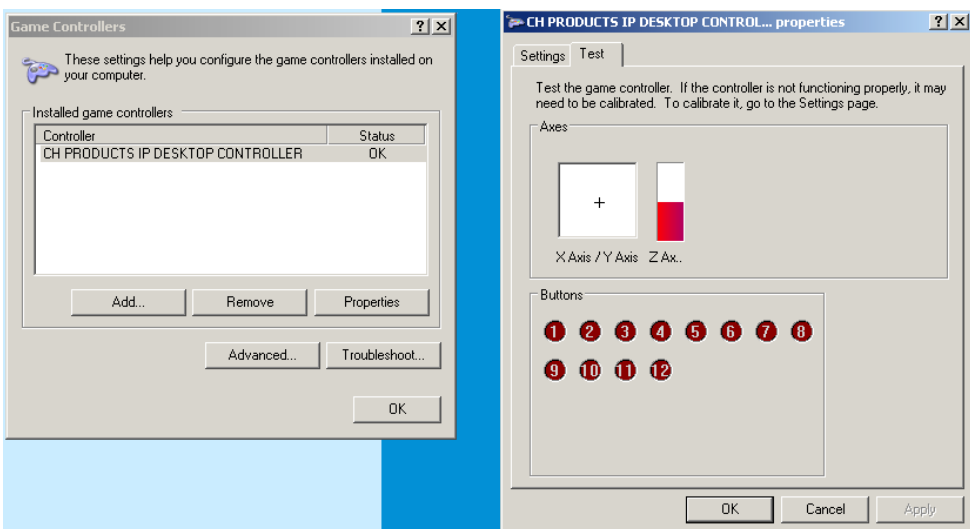 Game Controllers
These settings help you configure the game controllers installed on
your computer.
Installed game controllers
Controller Status
CH PRODUCTS IP DESKTOP CONTROLLER OK
Add... Remove Properties
Advanced... Troubleshoot...
OK
CH PRODUCTS IP DESKTOP CONTROL... properties
Settings Test
Test the game controller. If the controller is not functioning properly, it may
need to be calibrated. To calibrate it, go to the Settings page.
Axes
X Axis / Y Axis Z Ax..
Buttons
1 2 3 4 5 6 7 8
9 10 11 12
OK Cancel Apply